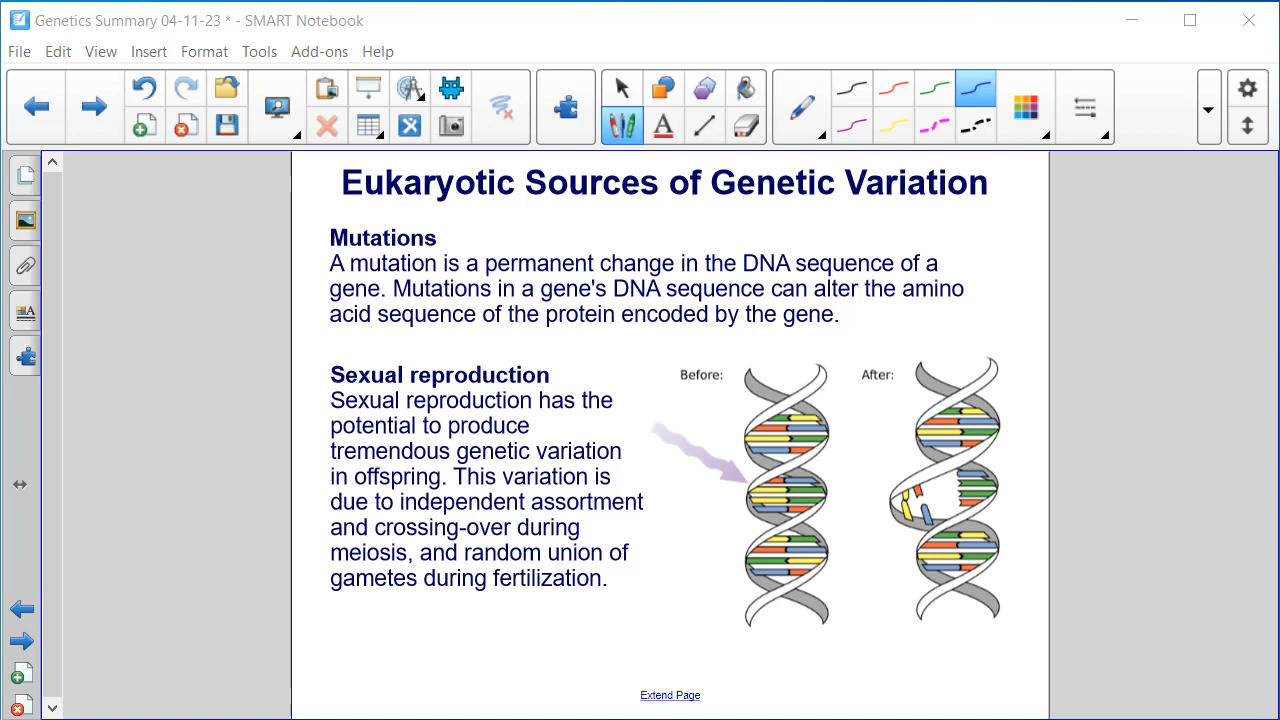 Genetics Summary 04-11-23 * - SMART Notebook
File Edit View Insert Format Tools Add-ons Help
Eukaryotic Sources of Genetic Variation
Mutations
A mutation is a permanent change in the DNA sequence of a
gene. Mutations in a gene's DNA sequence can alter the amino
acid sequence of the protein encoded by the gene.
Sexual reproduction
Sexual reproduction has the
potential to produce
tremendous genetic variation
in offspring. This variation is
due to independent assortment
and crossing-over during
meiosis, and random union of
gametes during fertilization.
Before:
After:
Extend Page